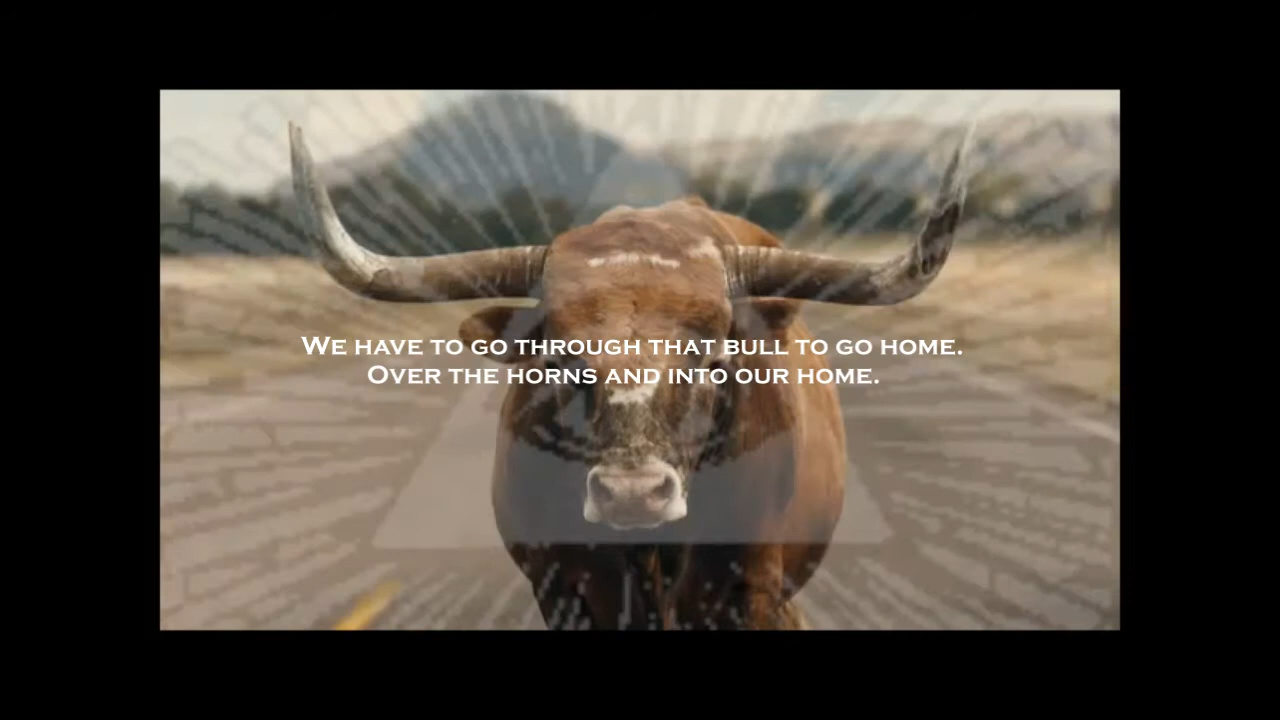 We have to go through that bull to go home.
Over the horns and into our home.